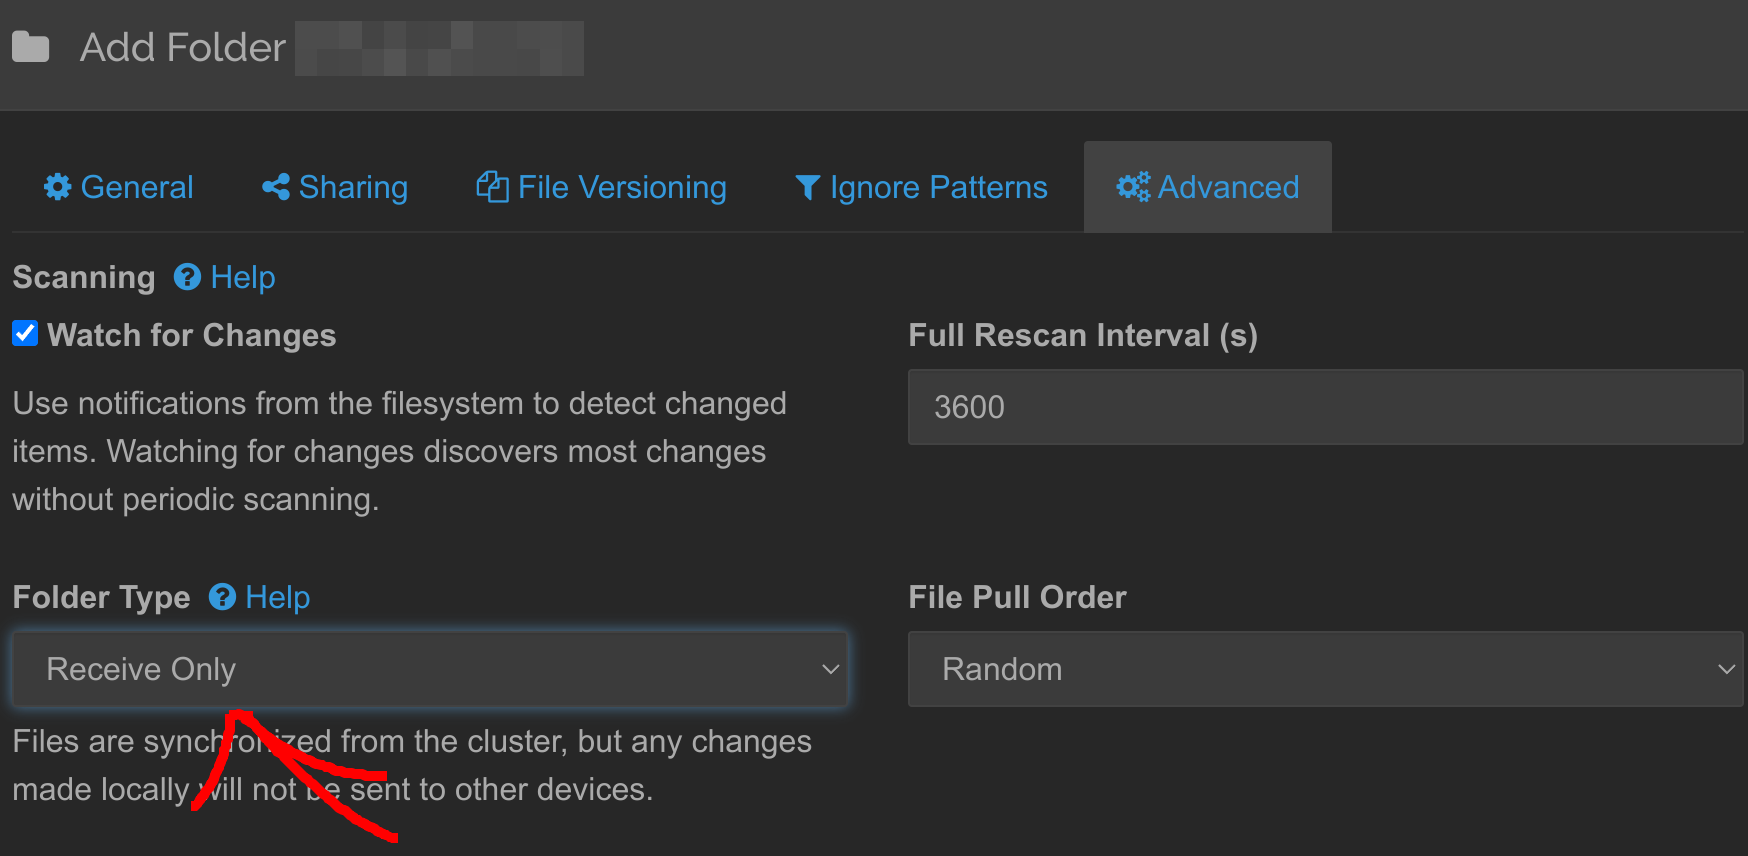 Add Folder
General Sharing File Versioning Ignore Patterns Advanced
Scanning ? Help
Watch for Changes
Use notifications from the filesystem to detect changed
items. Watching for changes discovers most changes
without periodic scanning.
Full Rescan Interval (s)
3600
Folder Type ? Help
Receive Only
Files are synchronized from the cluster, but any changes
made locally will not be sent to other devices.
File Pull Order
Random